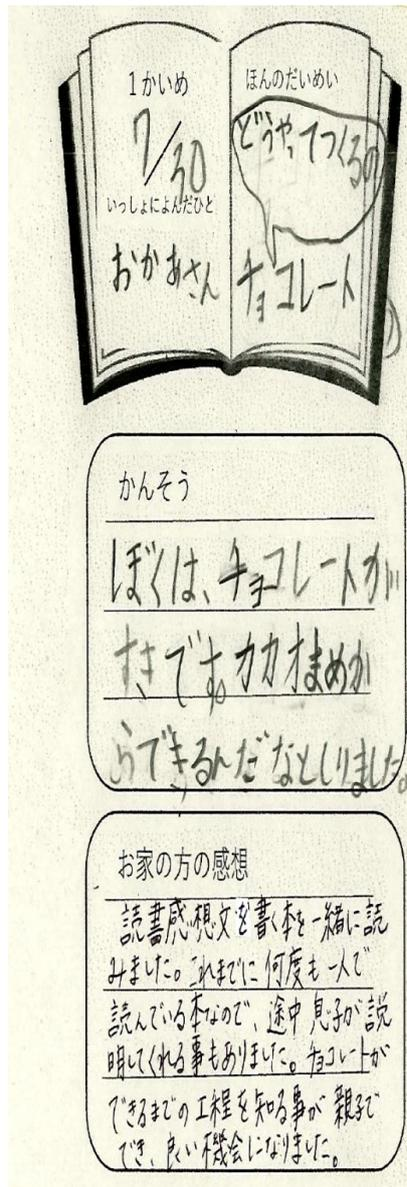 1かいめ
7/30
いっしょによんだひと
おかあさん
ほんのだいめい
どうやってつくるの
チョコレート
かんそう
ぼくは、チョコレートが
すきです。カカオまめか
らできるんだなとしりました。
お家の方の感想
読書感想文を書く本を一緒に読
みました。これまでに何度も一人で
読んでいる本なので、途中息子が説
明してくれる事もありました。チョコレートが
できるまでの工程を知る事が親子で
でき、良い機会になりました。